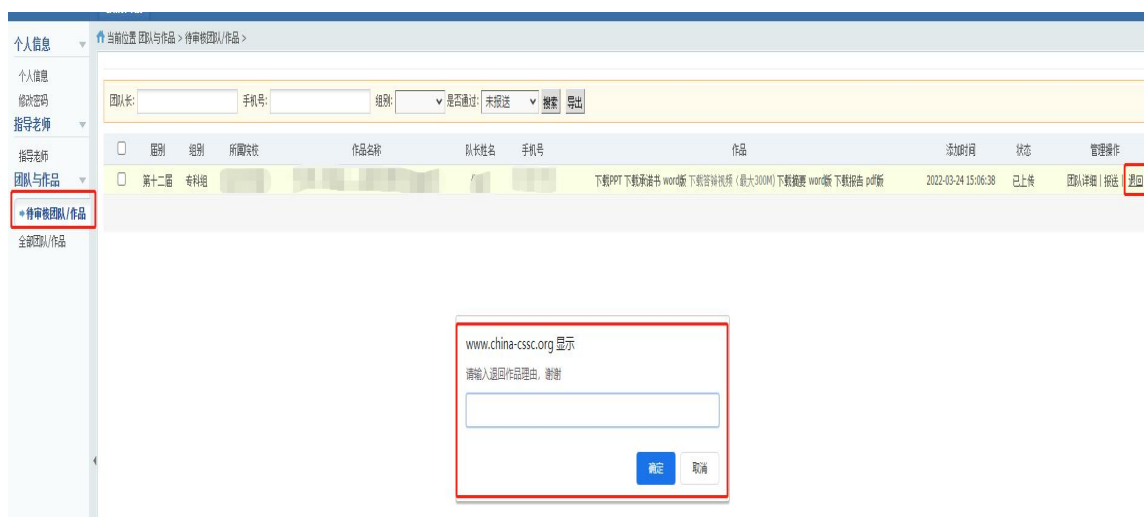 个人信息
当前位置 团队与作品 > 待审核团队/作品 >
个人信息
修改密码
指导老师
指导老师
团队与作品
待审核团队/作品
全部团队/作品
团队长: 手机号: 组别: 是否通过: 未报送 搜索 导出
届别 组别 所属院校 作品名称 队长姓名 手机号 作品 添加时间 状态 管理操作
第十二届 专科组 下载PPT 下载承诺书 word版 下载答辩视频(最大300M) 下载摘要 word版 下载报告 pdf版 2022-03-24 15:06:38 已上传 团队详细 | 报送 | 退回
www.china-cssc.org 显示
请输入退回作品理由, 谢谢
确定 取消